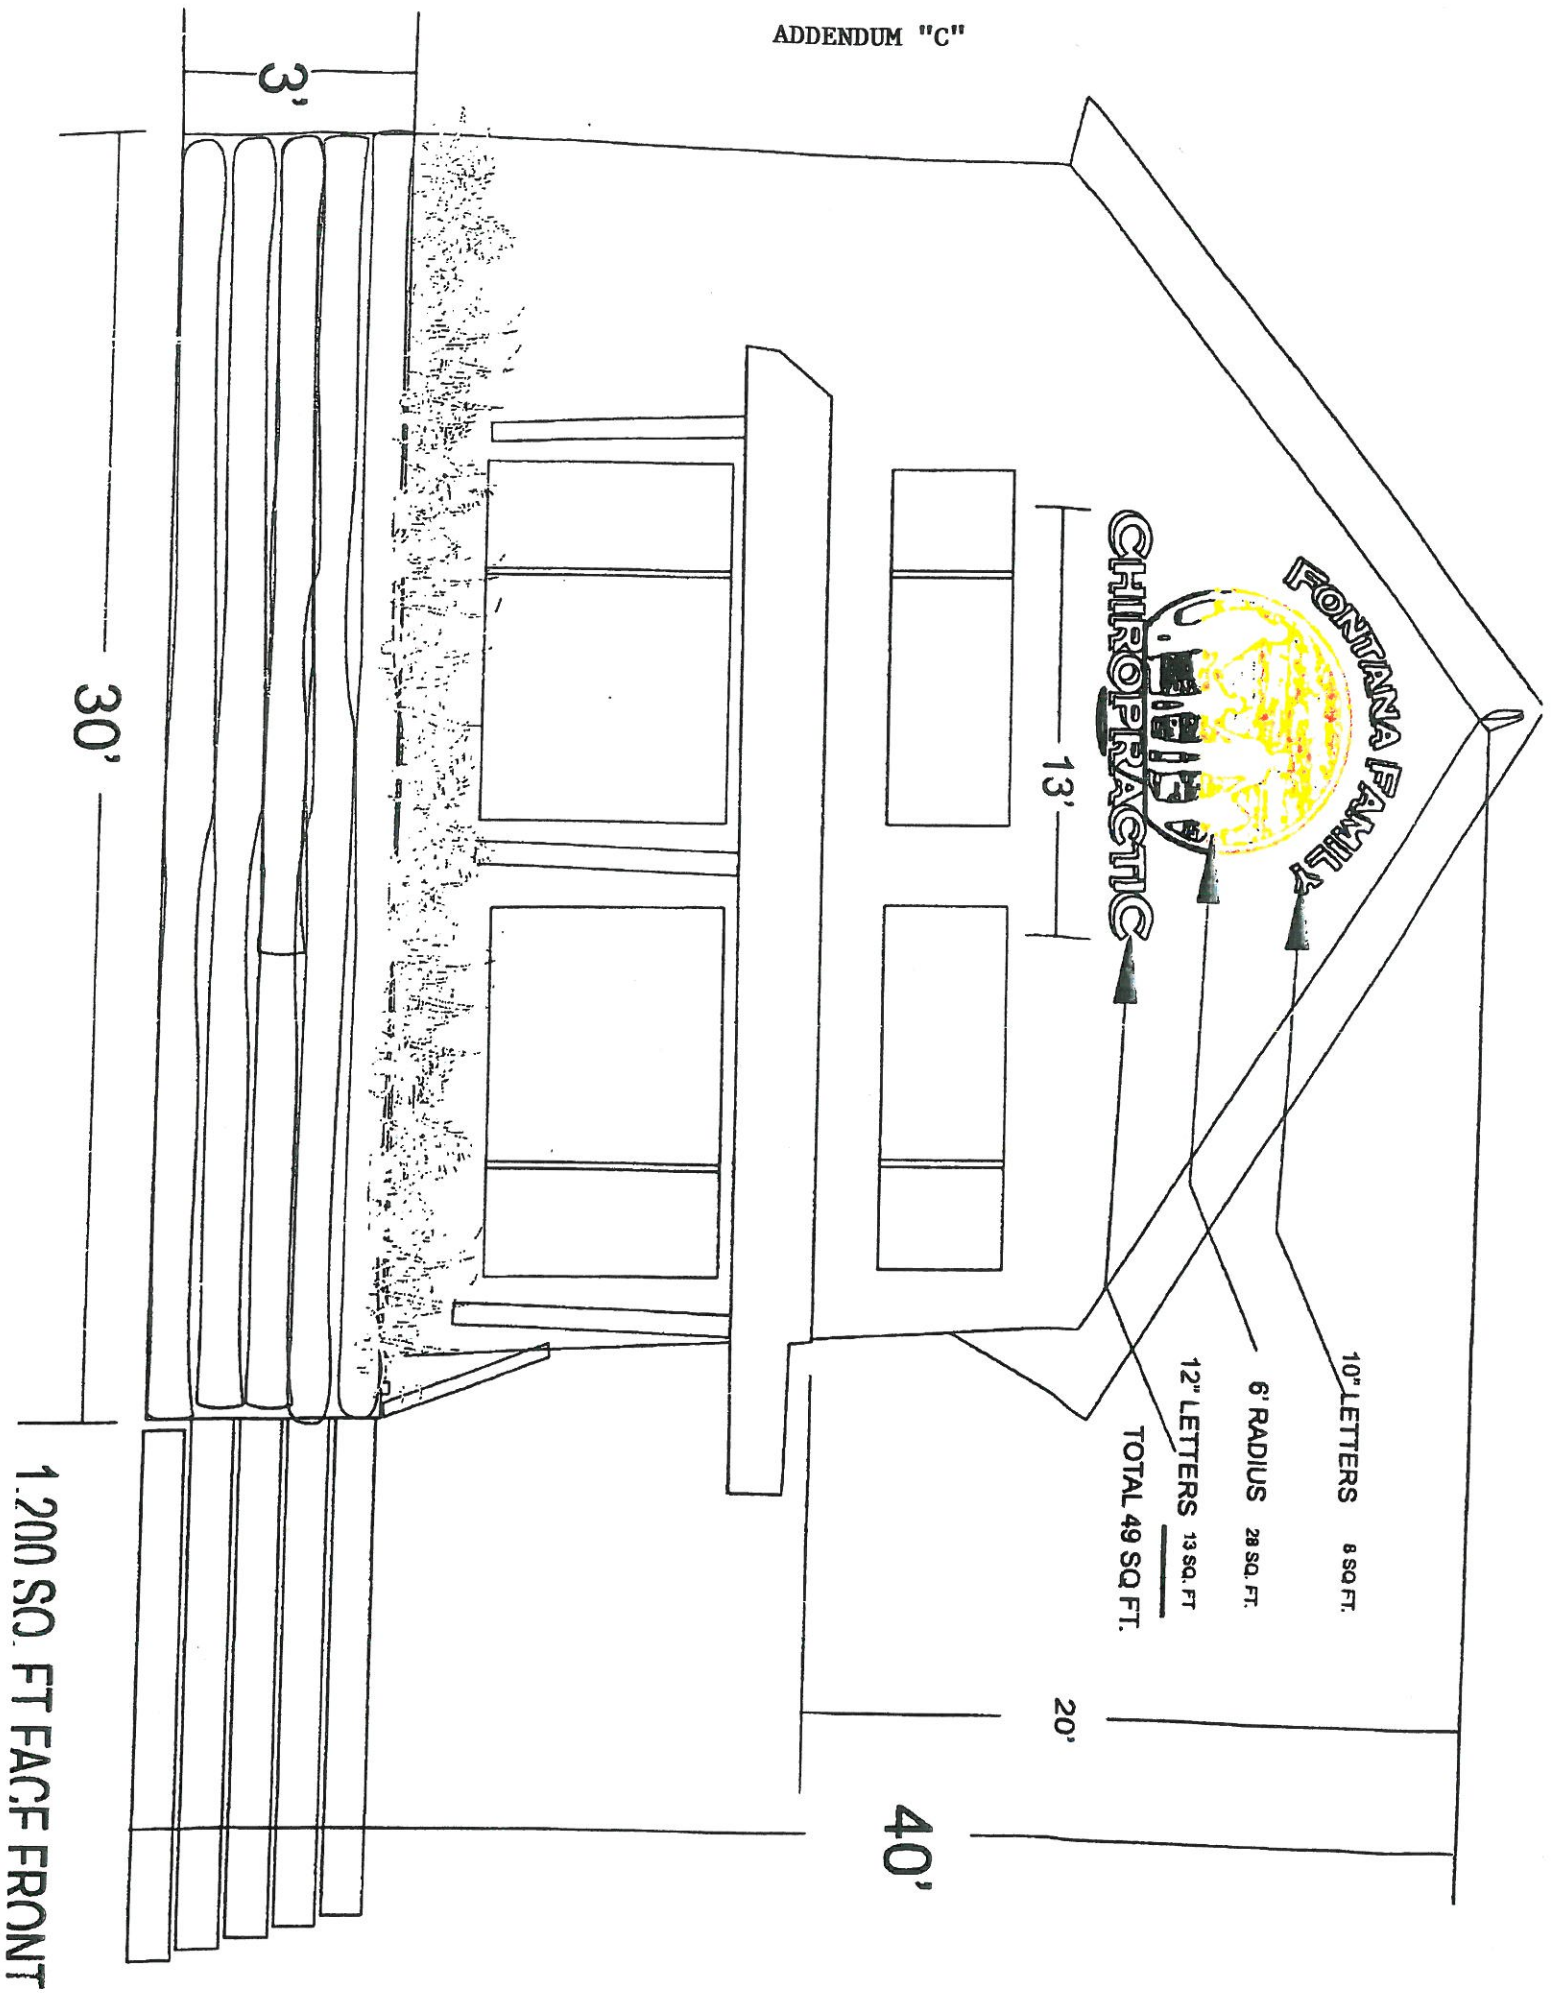 ADDENDUM "C"
FONTANA FAMILY
CHIROPRACTIC
13'
10" LETTERS 8 SQ FT.
6' RADIUS 28 SQ. FT.
12" LETTERS 13 SQ. FT
TOTAL 49 SQ FT.
20'
40'
3'
30'
1.200 SQ. FT FACE FRONT